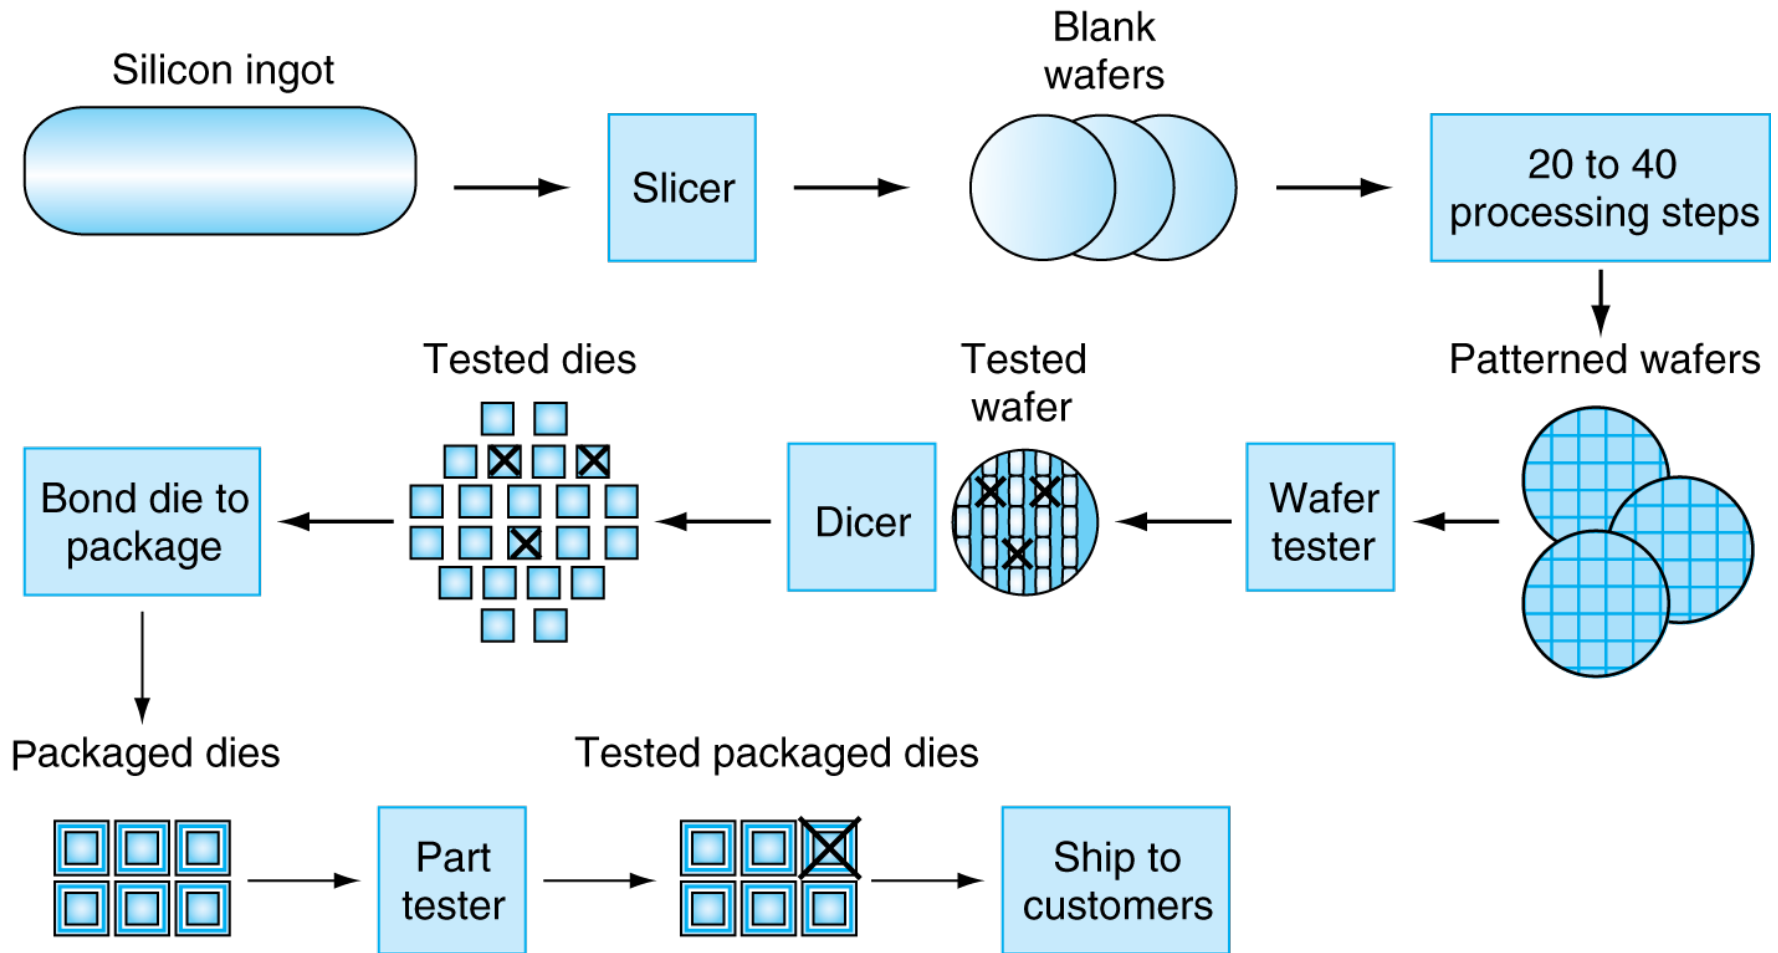 Silicon ingot
Slicer
Blank
wafers
20 to 40
processing steps
Tested dies
Tested
wafer
Patterned wafers
Bond die to
package
Dicer
Wafer
tester
Packaged dies
Tested packaged dies
Part
tester
Ship to
customers